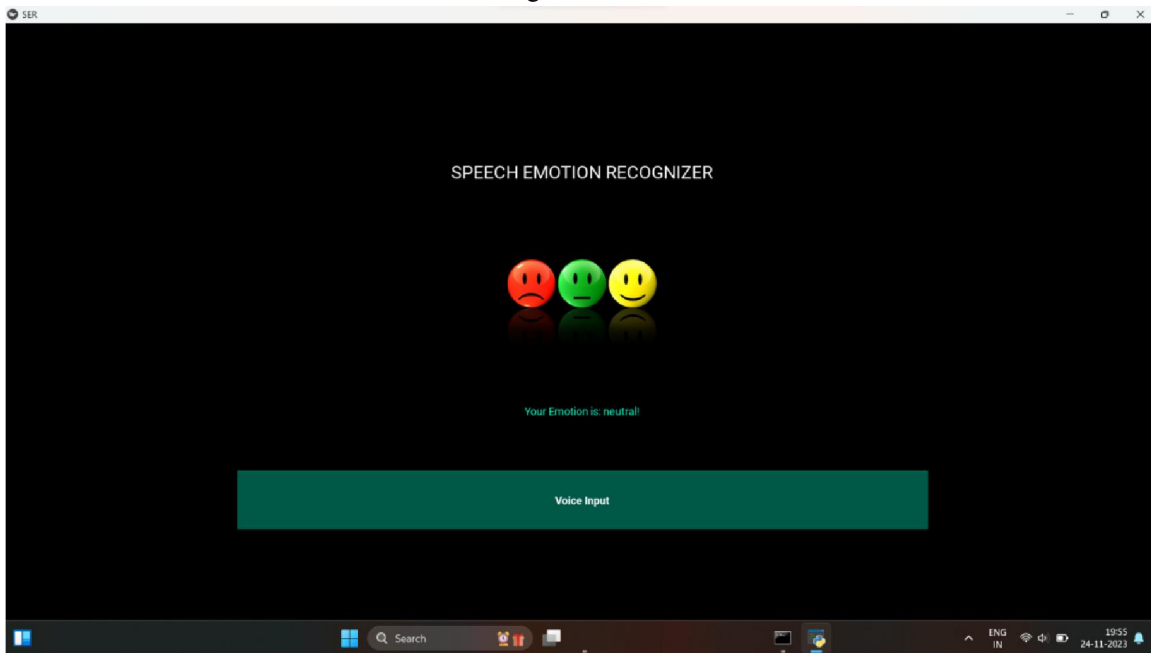 SER
SPEECH EMOTION RECOGNIZER
Your Emotion is: neutral!
Voice Input
Search
ENG
IN
19:55
24-11-2023